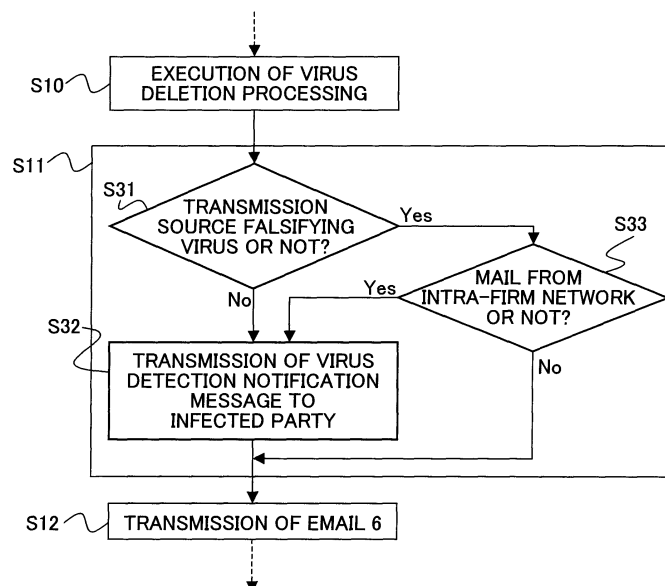 S10
EXECUTION OF VIRUS
DELETION PROCESSING
S11
S31
TRANSMISSION
SOURCE FALSIFYING
VIRUS OR NOT?
Yes
No
S33
MAIL FROM
INTRA-FIRM NETWORK
OR NOT?
Yes
No
S32
TRANSMISSION OF VIRUS
DETECTION NOTIFICATION
MESSAGE TO
INFECTED PARTY
S12
TRANSMISSION OF EMAIL 6